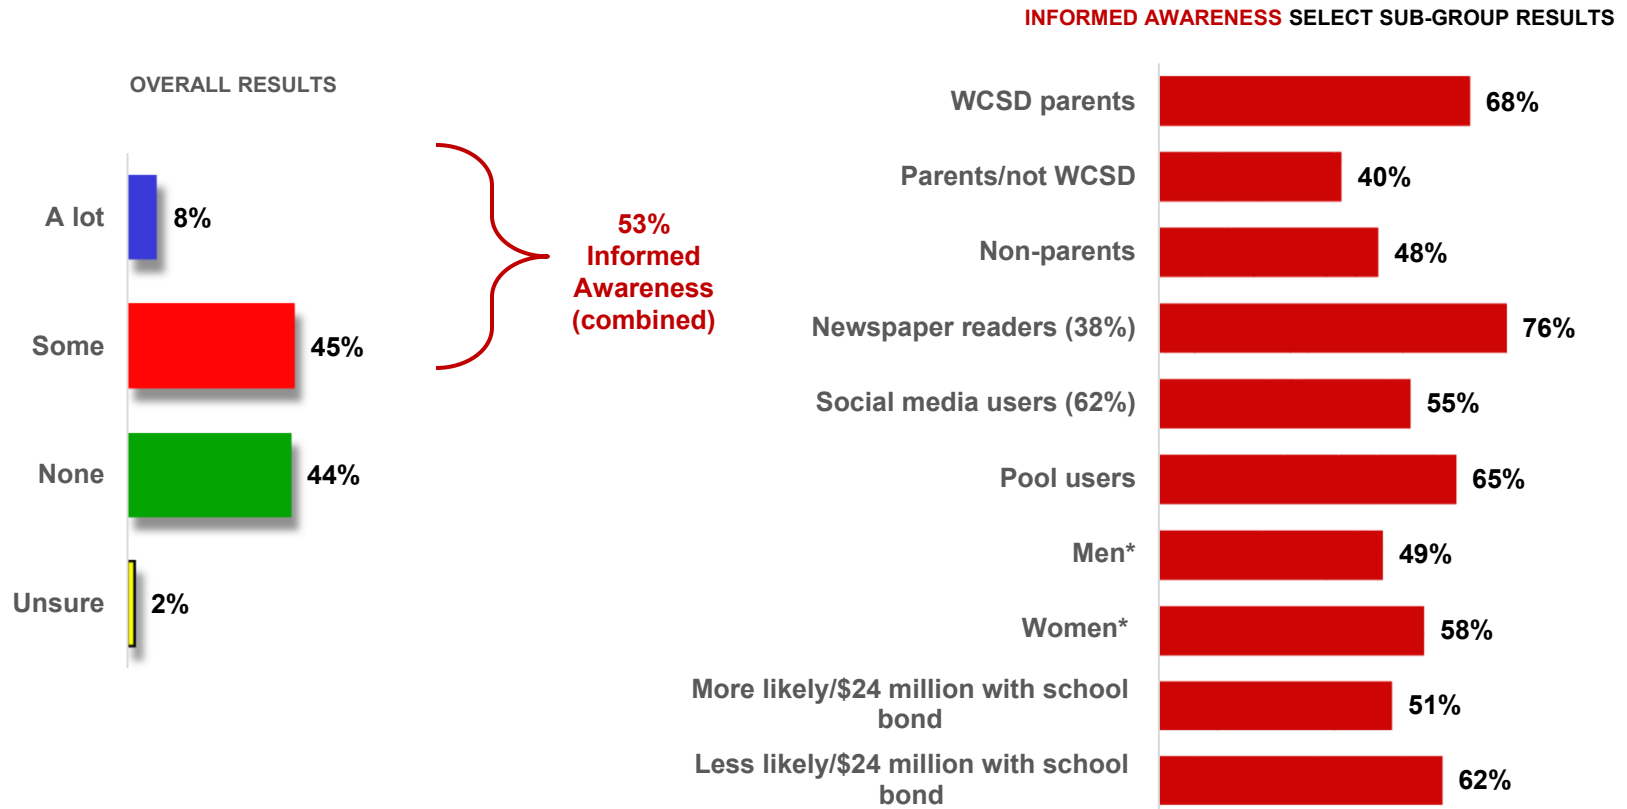 INFORMED AWARENESS SELECT SUB-GROUP RESULTS
OVERALL RESULTS
A lot
8%
Some
45%
None
44%
Unsure
2%
53%
Informed
Awareness
(combined)
WCSD parents
68%
Parents/not WCSD
40%
Non-parents
48%
Newspaper readers (38%)
76%
Social media users (62%)
55%
Pool users
65%
Men*
49%
Women*
58%
More likely/$24 million with school
bond
51%
Less likely/$24 million with school
bond
62%